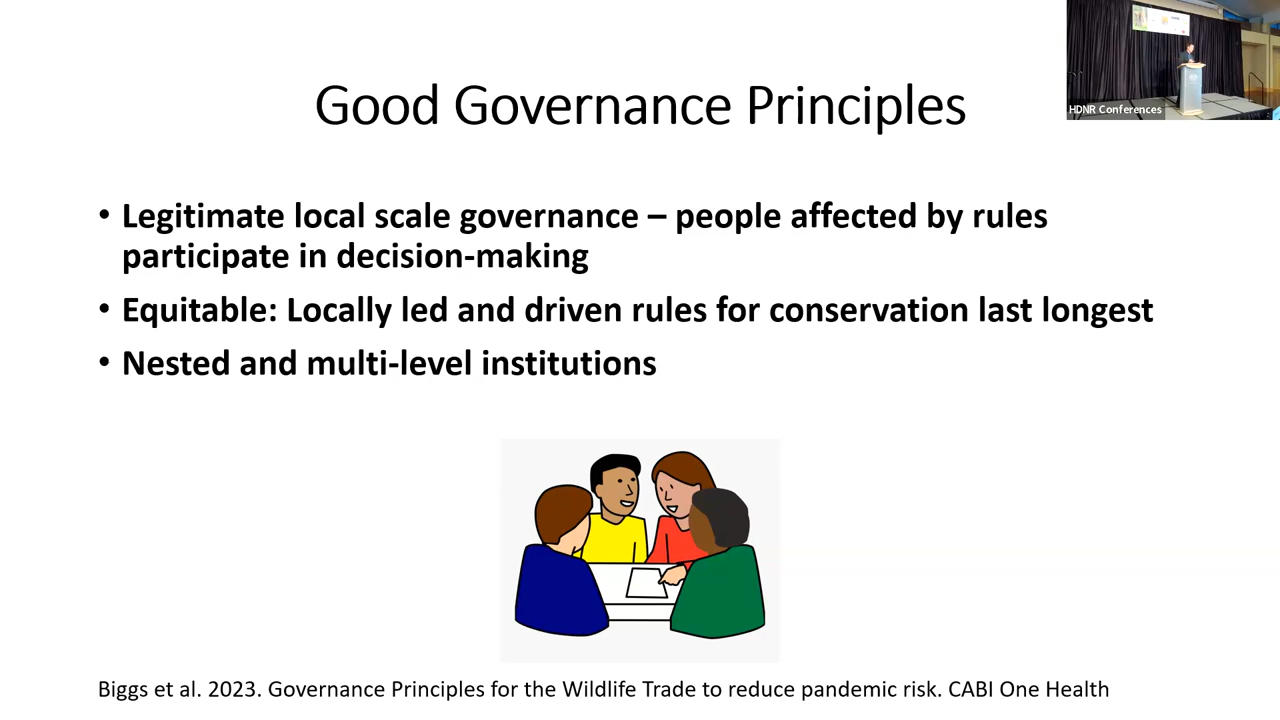 HDNR Conferences
Good Governance Principles
• Legitimate local scale governance – people affected by rules
participate in decision-making
• Equitable: Locally led and driven rules for conservation last longest
• Nested and multi-level institutions
Biggs et al. 2023. Governance Principles for the Wildlife Trade to reduce pandemic risk. CABI One Health